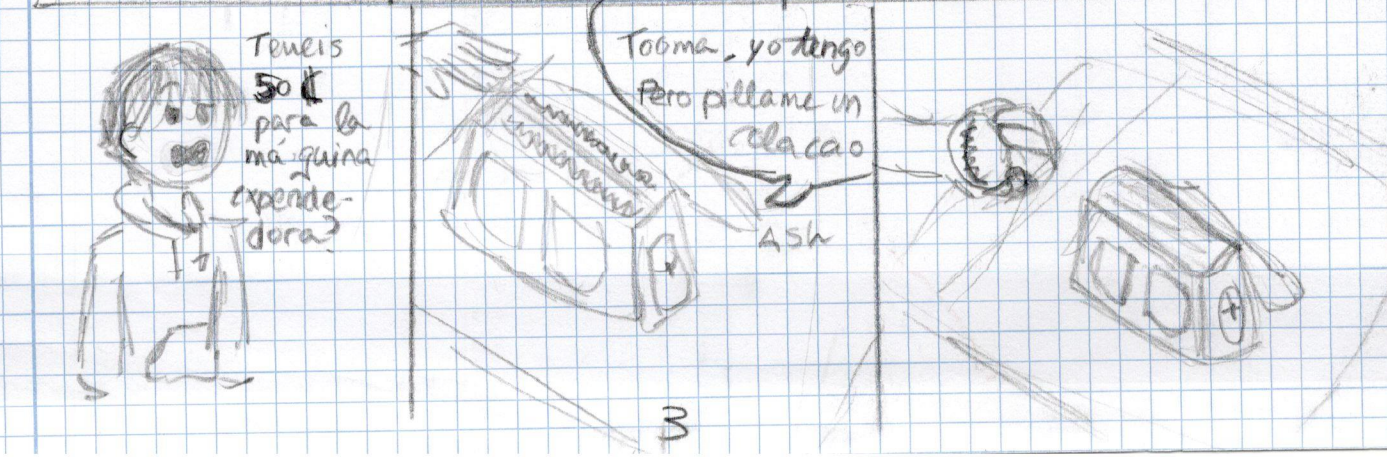 Teneis
50 ¢
para la
máquina
expende-
dora?
Tooma, yo tengo
Pero pillame un
colacao
ASh
3